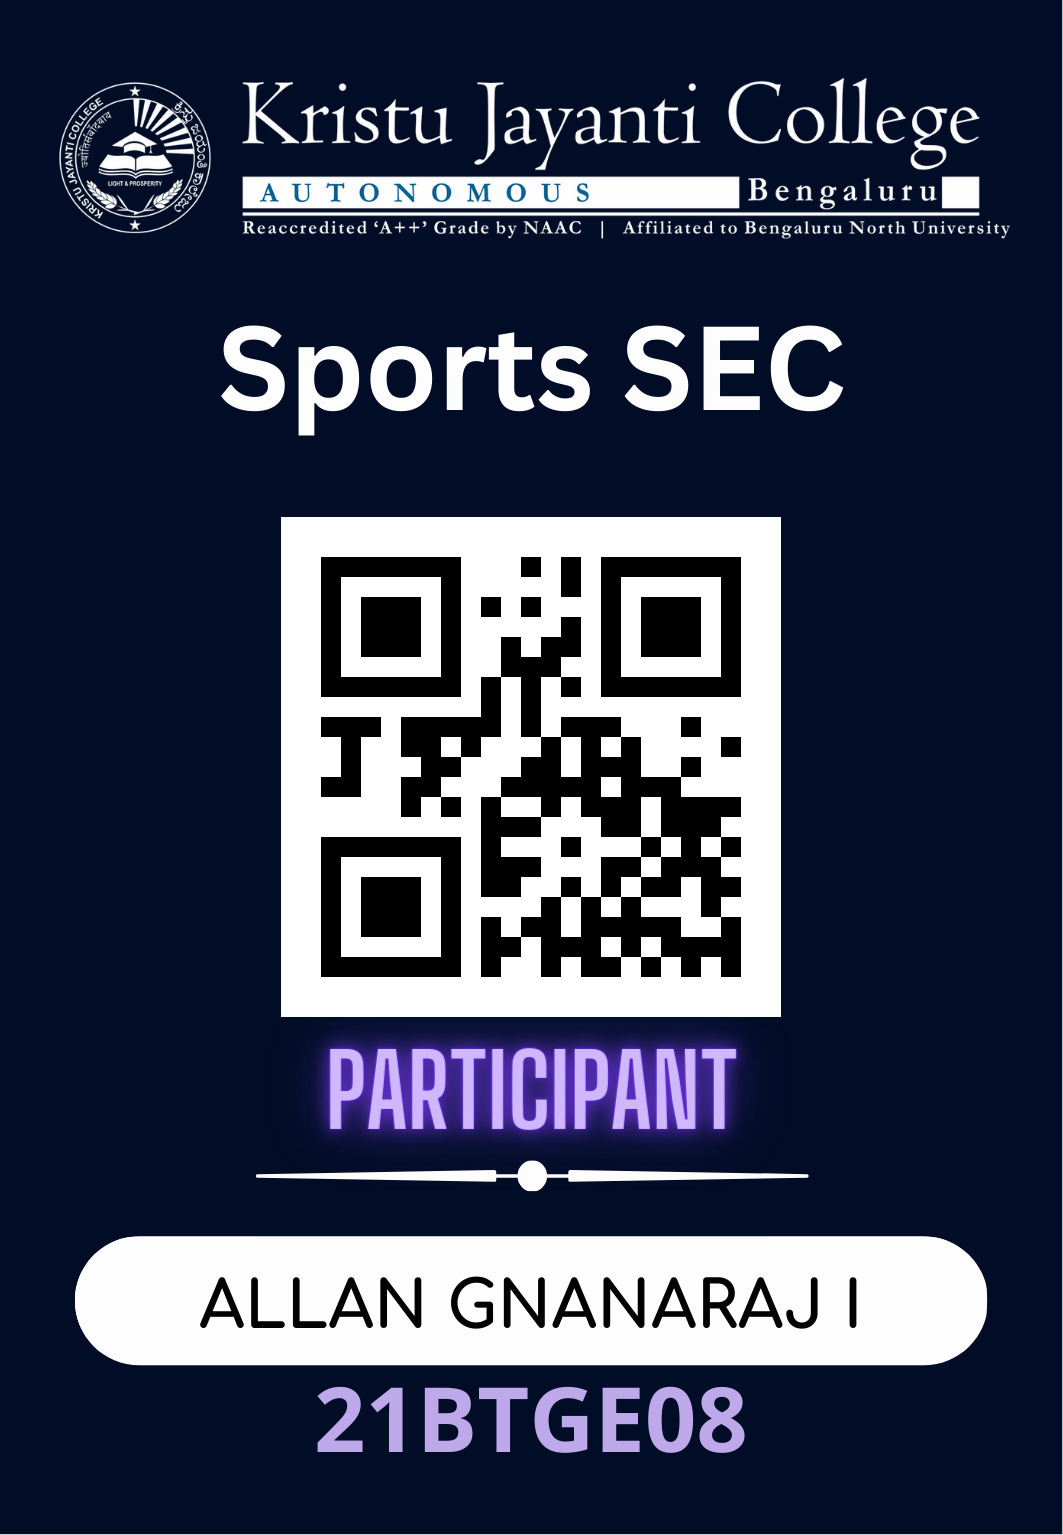 KRISTU JAYANTI COLLEGE
LIGHT & PROSPERITY
Kristu Jayanti College
AUTONOMOUS Bengaluru
Reaccredited ‘A++’ Grade by NAAC | Affiliated to Bengaluru North University
Sports SEC
PARTICIPANT
ALLAN GNANARAJ I
21BTGE08